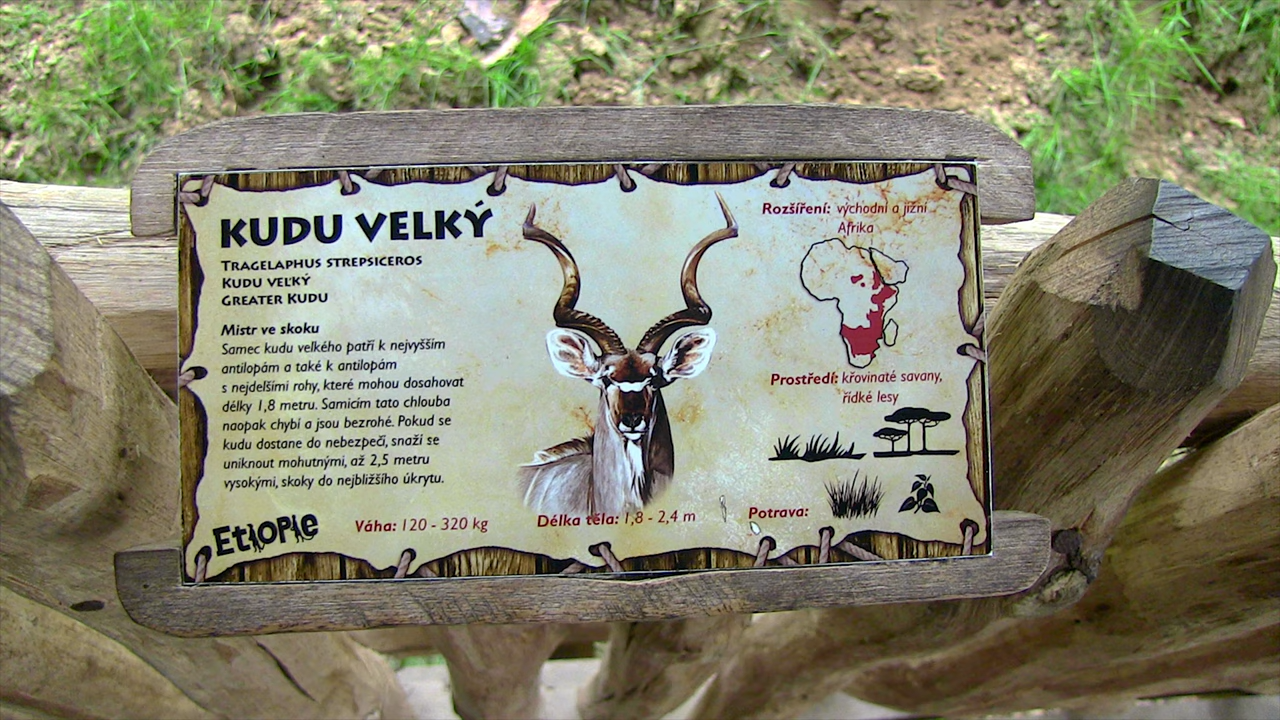 KUDU VELKÝ
TRAGELAPHUS STREPSICEROS
KUDU VEĽKÝ
GREATER KUDU
Mistr ve skoku
Samec kudu velkého patří k nejvyšším
antilopám a také k antilopám
s nejdelšími rohy, které mohou dosahovat
délky 1,8 metru. Samicím tato chlouba
naopak chybí a jsou bezrohé. Pokud se
kudu dostane do nebezpečí, snaží se
uniknout mohutnými, až 2,5 metru
vysokými, skoky do nejbližšího úkrytu.
Etiopie
Váha: 120 - 320 kg
Délka těla: 1,8 - 2,4 m
Rozšíření: východní a jižní
Afrika
Prostředí: křovinaté savany,
řídké lesy
Potrava: